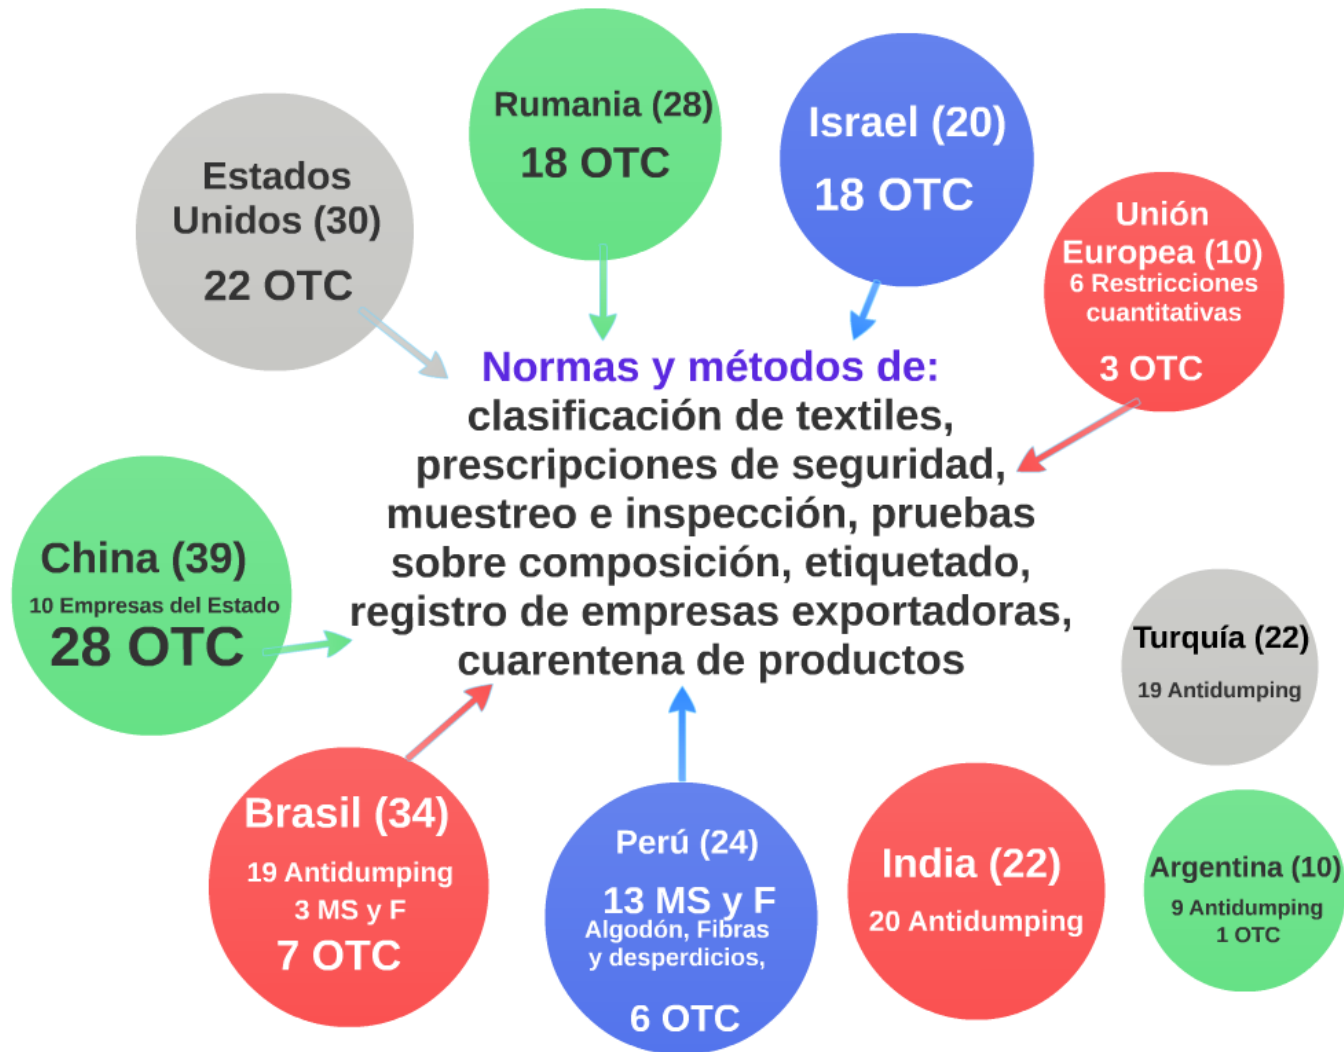 Rumania (28)
18 OTC
Israel (20)
18 OTC
Estados
Unidos (30)
22 OTC
Unión
Europea (10)
6 Restricciones
cuantitativas
3 OTC
Normas y métodos de:
clasificación de textiles,
prescripciones de seguridad,
muestreo e inspección, pruebas
sobre composición, etiquetado,
registro de empresas exportadoras,
cuarentena de productos
China (39)
10 Empresas del Estado
28 OTC
Turquía (22)
19 Antidumping
Brasil (34)
19 Antidumping
3 MS y F
7 OTC
Perú (24)
13 MS y F
Algodón, Fibras
y desperdicios,
6 OTC
India (22)
20 Antidumping
Argentina (10)
9 Antidumping
1 OTC